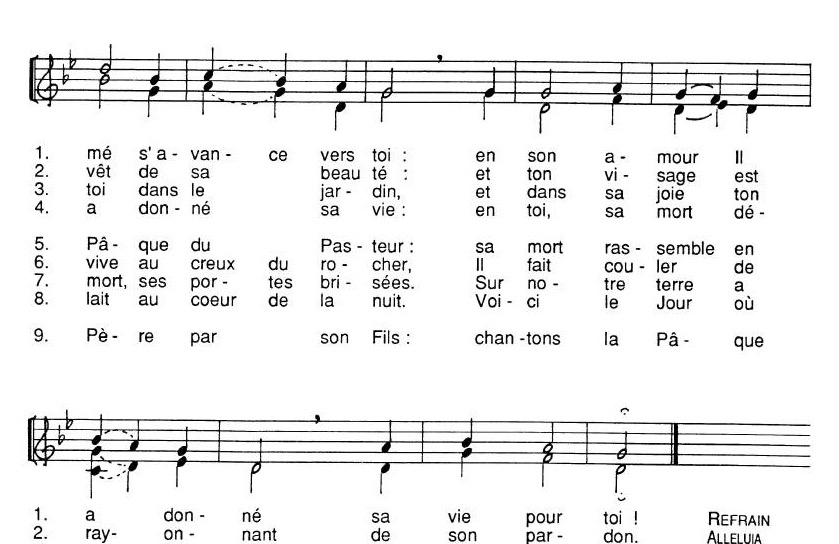 1. mé s'a - van - ce vers toi : en son a - mour Il
2. vêt de sa beau té : et ton vi - sage est
3. toi dans le jar - din, et dans sa joie ton
4. a don - né sa vie : en toi, sa mort dé -
5. Pâ - que du Pas - teur : sa mort ras - semble en
6. vive au creux du ro - cher, Il fait cou - ler de
7. mort, ses por - tes bri - sées. Sur no - tre terre a
8. lait au coeur de la nuit. Voi - ci le Jour où
9. Pè - re par son Fils : chan - tons la Pâ - que
1. a don - né sa vie pour toi ! REFRAIN
2. ray - on - nant de son par - don. ALLELUIA